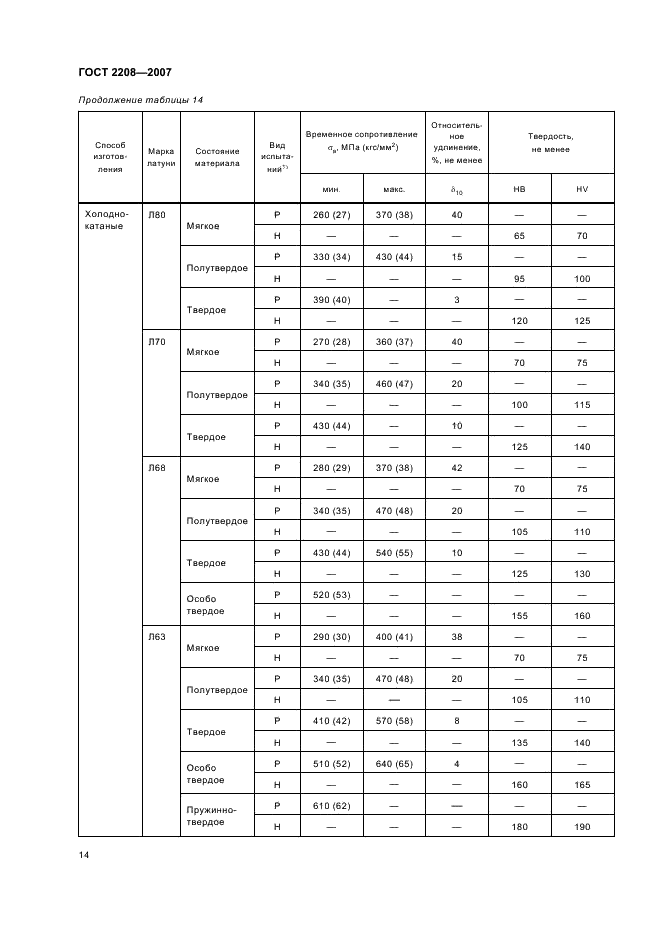 ГОСТ 2208—2007
Продолжение таблицы 14
Способ изготов- ления | Марка латуни | Состояние материала | Вид испыта- ний¹⁾ | Временное сопротивление σв, МПа (кгс/мм²) | Относитель- ное удлинение, %, не менее | Твердость, не менее
мин. | макс. | δ10 | HB | HV
Холодно- катаные | Л80 | Мягкое | Р | 260 (27) | 370 (38) | 40 | — | —
Н | — | — | — | 65 | 70
Полутвердое | Р | 330 (34) | 430 (44) | 15 | — | —
Н | — | — | — | 95 | 100
Твердое | Р | 390 (40) | — | 3 | — | —
Н | — | — | — | 120 | 125
Л70 | Мягкое | Р | 270 (28) | 360 (37) | 40 | — | —
Н | — | — | — | 70 | 75
Полутвердое | Р | 340 (35) | 460 (47) | 20 | — | —
Н | — | — | — | 100 | 115
Твердое | Р | 430 (44) | — | 10 | — | —
Н | — | — | — | 125 | 140
Л68 | Мягкое | Р | 280 (29) | 370 (38) | 42 | — | —
Н | — | — | — | 70 | 75
Полутвердое | Р | 340 (35) | 470 (48) | 20 | — | —
Н | — | — | — | 105 | 110
Твердое | Р | 430 (44) | 540 (55) | 10 | — | —
Н | — | — | — | 125 | 130
Особо твердое | Р | 520 (53) | — | — | — | —
Н | — | — | — | 155 | 160
Л63 | Мягкое | Р | 290 (30) | 400 (41) | 38 | — | —
Н | — | — | — | 70 | 75
Полутвердое | Р | 340 (35) | 470 (48) | 20 | — | —
Н | — | — | — | 105 | 110
Твердое | Р | 410 (42) | 570 (58) | 8 | — | —
Н | — | — | — | 135 | 140
Особо твердое | Р | 510 (52) | 640 (65) | 4 | — | —
Н | — | — | — | 160 | 165
Пружинно- твердое | Р | 610 (62) | — | — | — | —
Н | — | — | — | 180 | 190
14